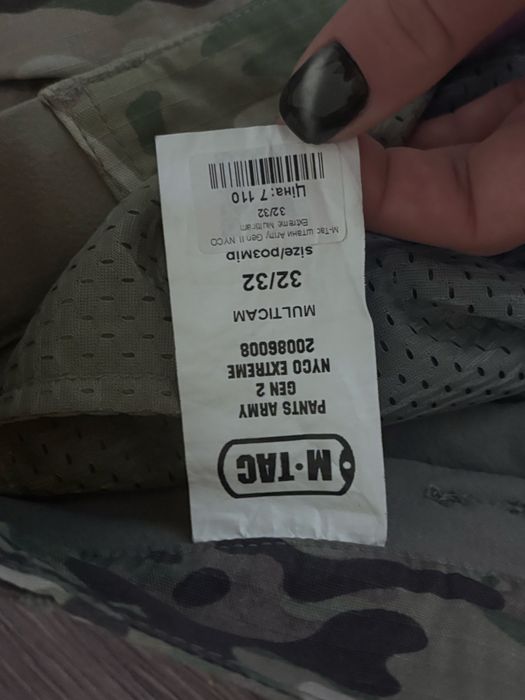 M·TAC
PANTS ARMY
GEN 2
NYCO EXTREME
20086008
MULTICAM
32/32
size/розмір
M-Tac штани Army Gen II NYCO
Extreme Multicam
32/32
Ціна: 7 110